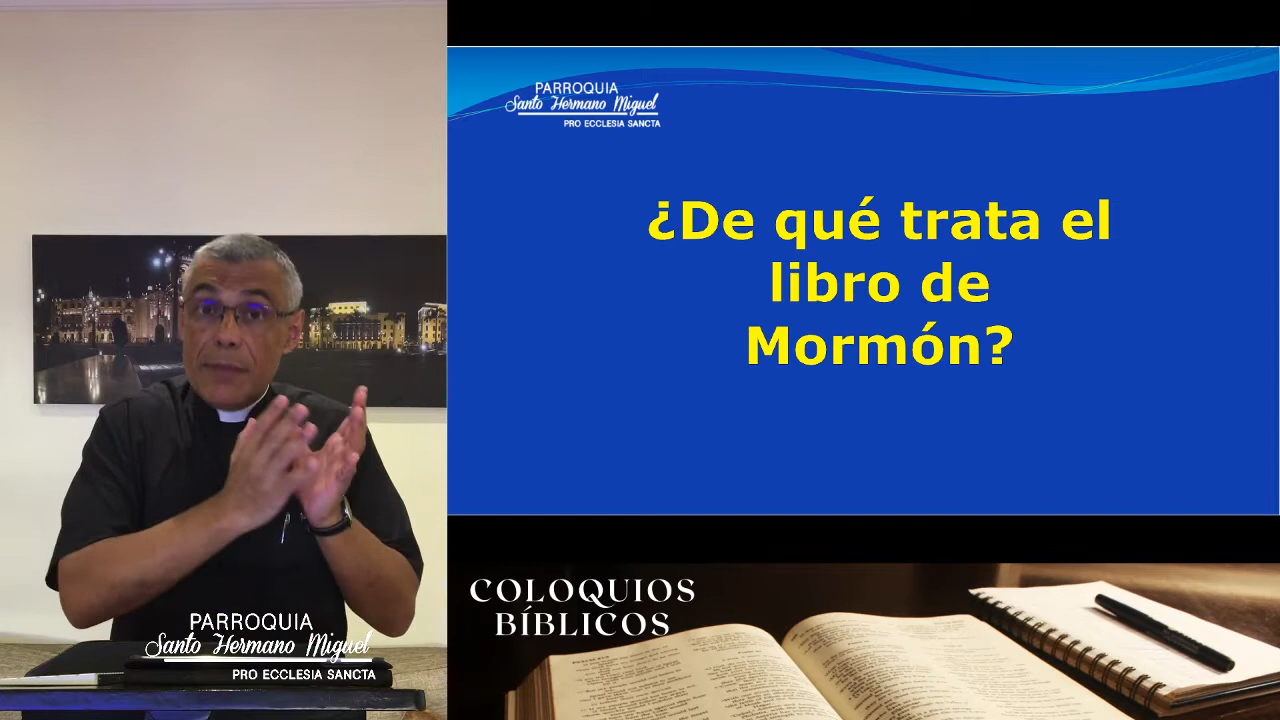 PARROQUIA
Santo Hermano Miguel
PRO ECCLESIA SANCTA
¿De qué trata el
libro de
Mormón?
COLOQUIOS
BÍBLICOS
PARROQUIA
Santo Hermano Miguel
PRO ECCLESIA SANCTA